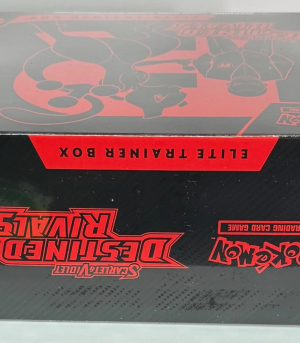 ELITE TRAINER BOX
POKÉMON
TRADING CARD GAME
SCARLET & VIOLET
DESTINED
RIVALS